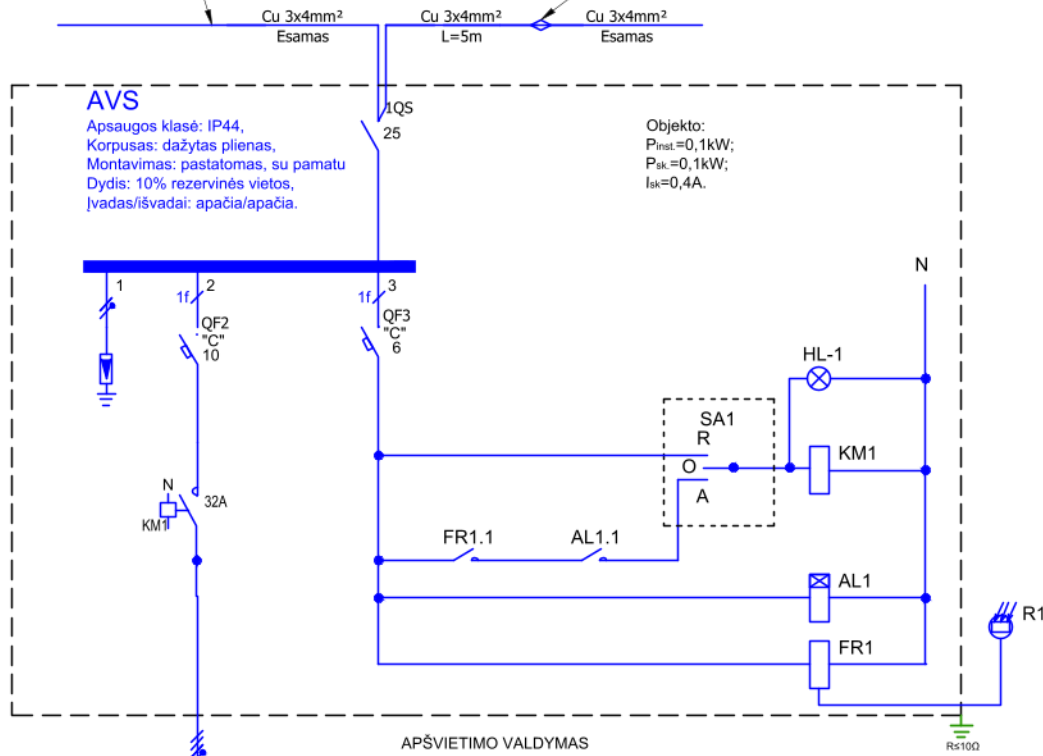 Cu 3x4mm²
Esamas
Cu 3x4mm²
L=5m
Cu 3x4mm²
Esamas
AVS
Apsaugos klasė: IP44,
Korpusas: dažytas plienas,
Montavimas: pastatomas, su pamatu
Dydis: 10% rezervinės vietos,
Įvadas/išvadai: apačia/apačia.
1QS
25
Objekto:
Pinst.=0,1kW;
Psk.=0,1kW;
Isk=0,4A.
1
1f
2
1f
3
QF2
"C"
10
QF3
"C"
6
N
HL-1
SA1
R
O
A
KM1
N
KM1
32A
FR1.1
AL1.1
AL1
FR1
R1
APŠVIETIMO VALDYMAS
R≤10Ω